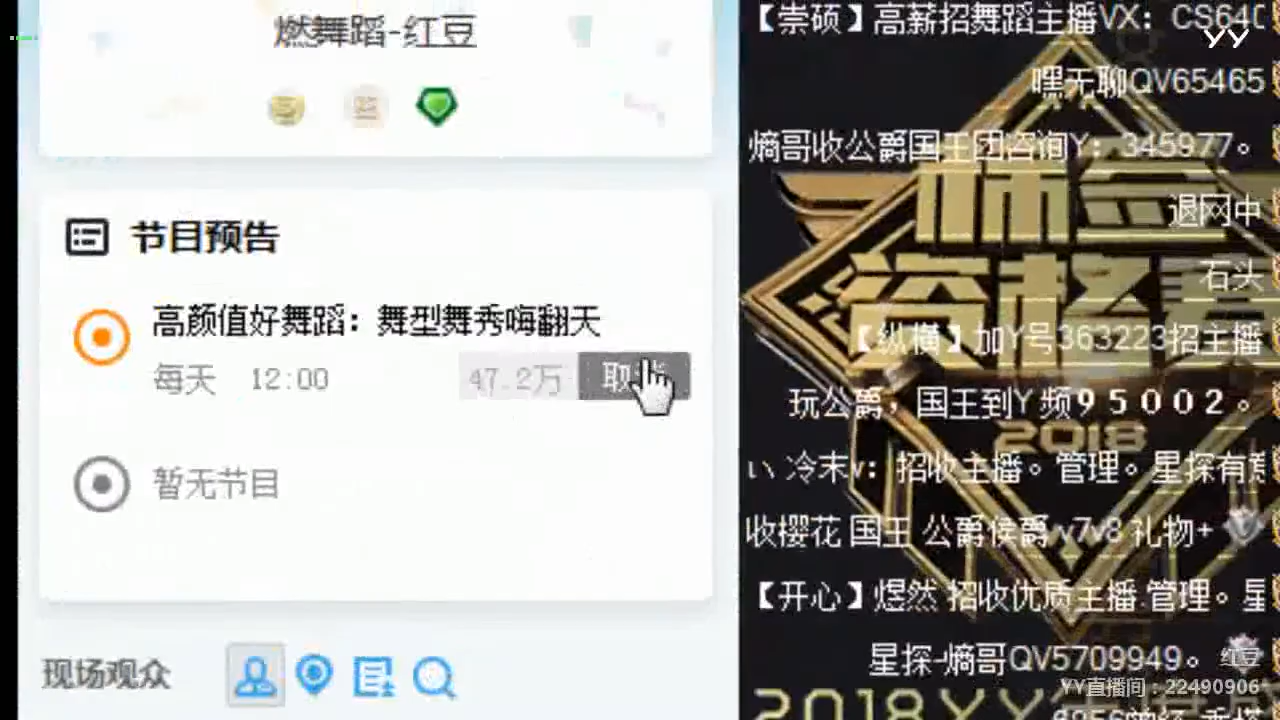 燃舞蹈-红豆
节目预告
高颜值好舞蹈：舞型舞秀嗨翻天
每天 12:00
47.2万
暂无节目
现场观众
【崇硕】高薪招舞蹈主播VX：CS640
YY
嘿无聊QV65465
熵哥收公爵国王团咨询Y：345977。
退网中
石头
资格赛
【纵横】加Y号363223招主播
玩公爵，国王到Y频95002。
2018
冷末v：招收主播。管理。星探有意
收樱花 国王 公爵侯爵 v7v8 礼物+
【开心】煜然 招收优质主播.管理。星
星探-熵哥QV5709949。
红豆
YY直播间：22490906
2018YY